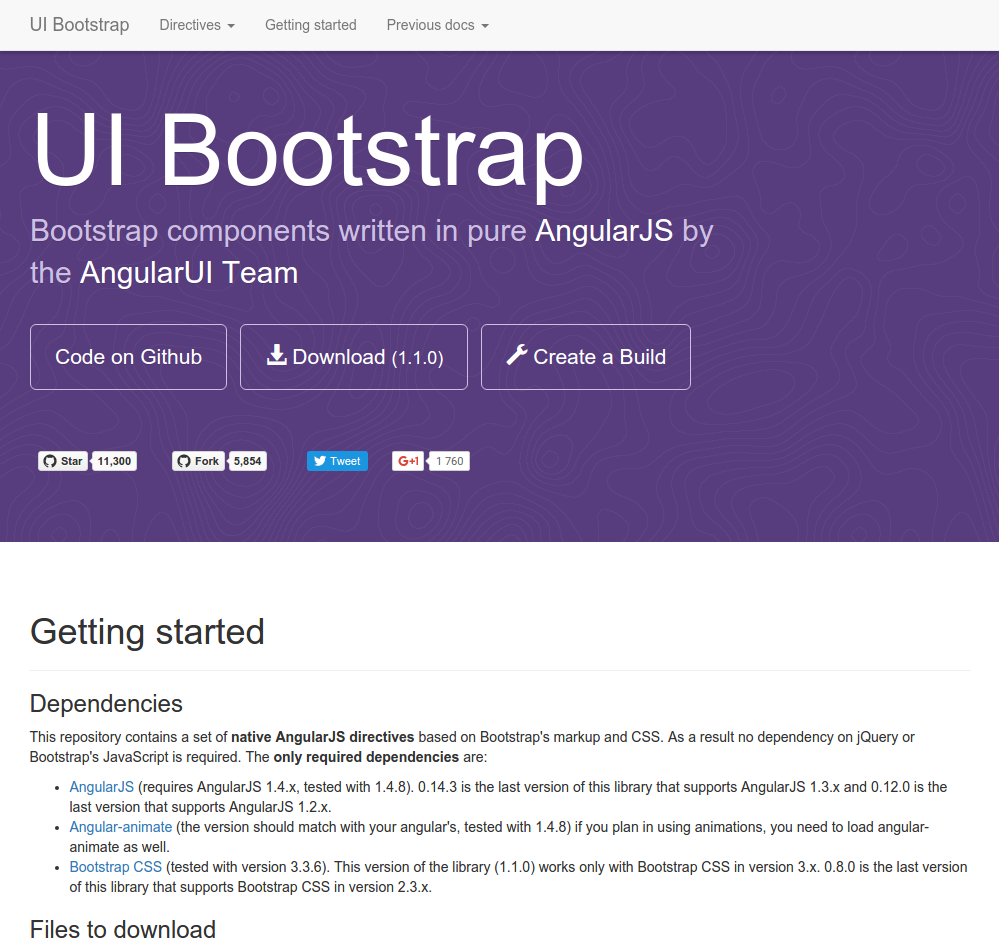 UI Bootstrap Directives Getting started Previous docs
UI Bootstrap
Bootstrap components written in pure AngularJS by
the AngularUI Team
Code on Github Download (1.1.0) Create a Build
Star 11,300 Fork 5,854 Tweet G+1 1 760
Getting started
Dependencies
This repository contains a set of native AngularJS directives based on Bootstrap's markup and CSS. As a result no dependency on jQuery or
Bootstrap's JavaScript is required. The only required dependencies are:
• AngularJS (requires AngularJS 1.4.x, tested with 1.4.8). 0.14.3 is the last version of this library that supports AngularJS 1.3.x and 0.12.0 is the
last version that supports AngularJS 1.2.x.
• Angular-animate (the version should match with your angular's, tested with 1.4.8) if you plan in using animations, you need to load angular-
animate as well.
• Bootstrap CSS (tested with version 3.3.6). This version of the library (1.1.0) works only with Bootstrap CSS in version 3.x. 0.8.0 is the last version
of this library that supports Bootstrap CSS in version 2.3.x.
Files to download